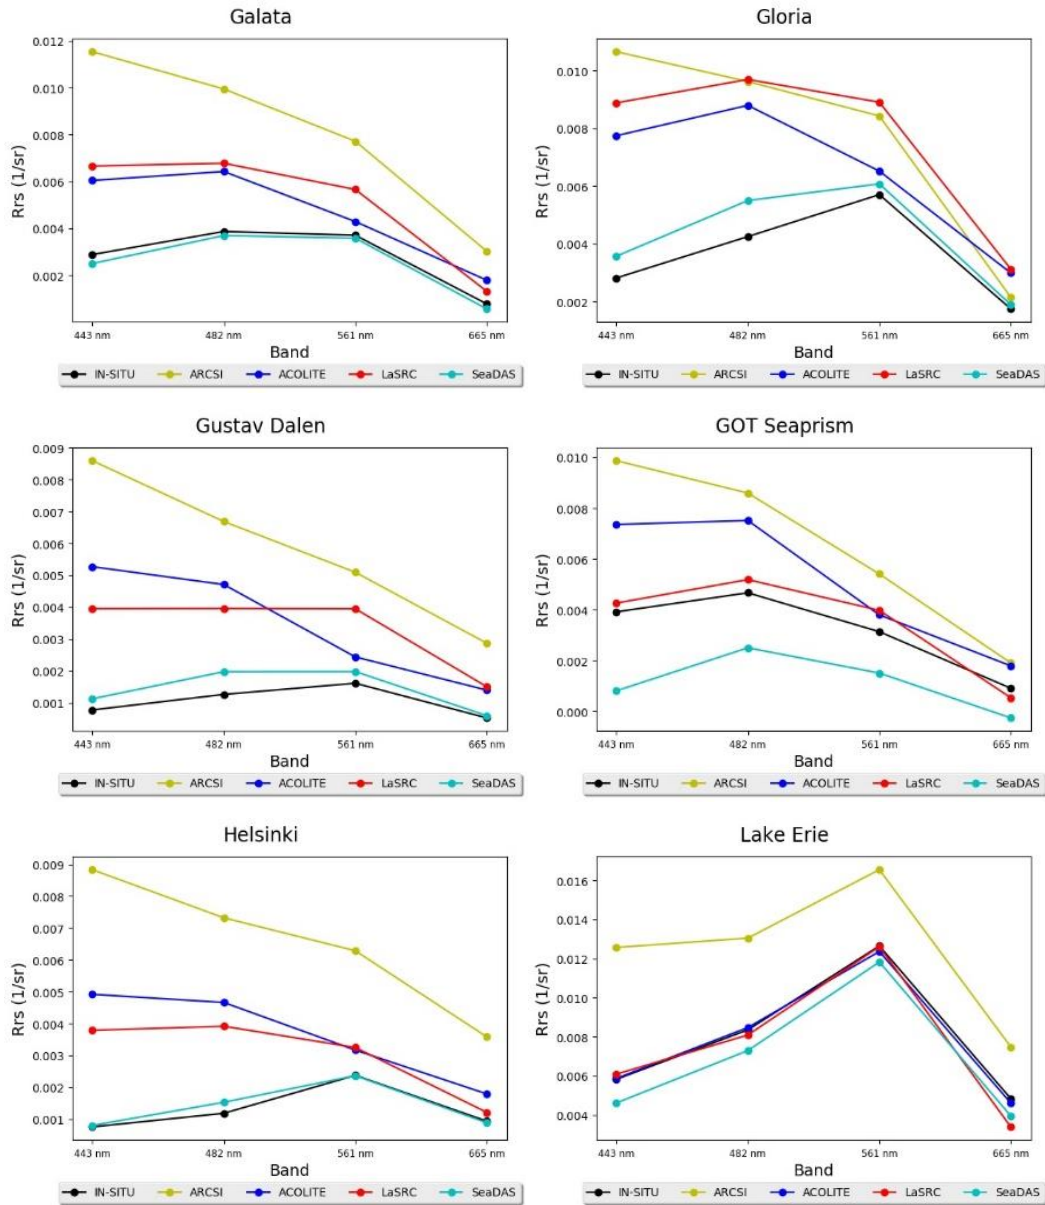 Galata
0.012
0.010
0.008
0.006
0.004
0.002
Rrs (1/sr)
443 nm 482 nm 561 nm 665 nm
Band
IN-SITU ARCSI ACOLITE LaSRC SeaDAS
Gloria
0.010
0.008
0.006
0.004
0.002
Rrs (1/sr)
443 nm 482 nm 561 nm 665 nm
Band
IN-SITU ARCSI ACOLITE LaSRC SeaDAS
Gustav Dalen
0.009
0.008
0.007
0.006
0.005
0.004
0.003
0.002
0.001
Rrs (1/sr)
443 nm 482 nm 561 nm 665 nm
Band
IN-SITU ARCSI ACOLITE LaSRC SeaDAS
GOT Seaprism
0.010
0.008
0.006
0.004
0.002
0.000
Rrs (1/sr)
443 nm 482 nm 561 nm 665 nm
Band
IN-SITU ARCSI ACOLITE LaSRC SeaDAS
Helsinki
0.009
0.008
0.007
0.006
0.005
0.004
0.003
0.002
0.001
Rrs (1/sr)
443 nm 482 nm 561 nm 665 nm
Band
IN-SITU ARCSI ACOLITE LaSRC SeaDAS
Lake Erie
0.016
0.014
0.012
0.010
0.008
0.006
0.004
Rrs (1/sr)
443 nm 482 nm 561 nm 665 nm
Band
IN-SITU ARCSI ACOLITE LaSRC SeaDAS